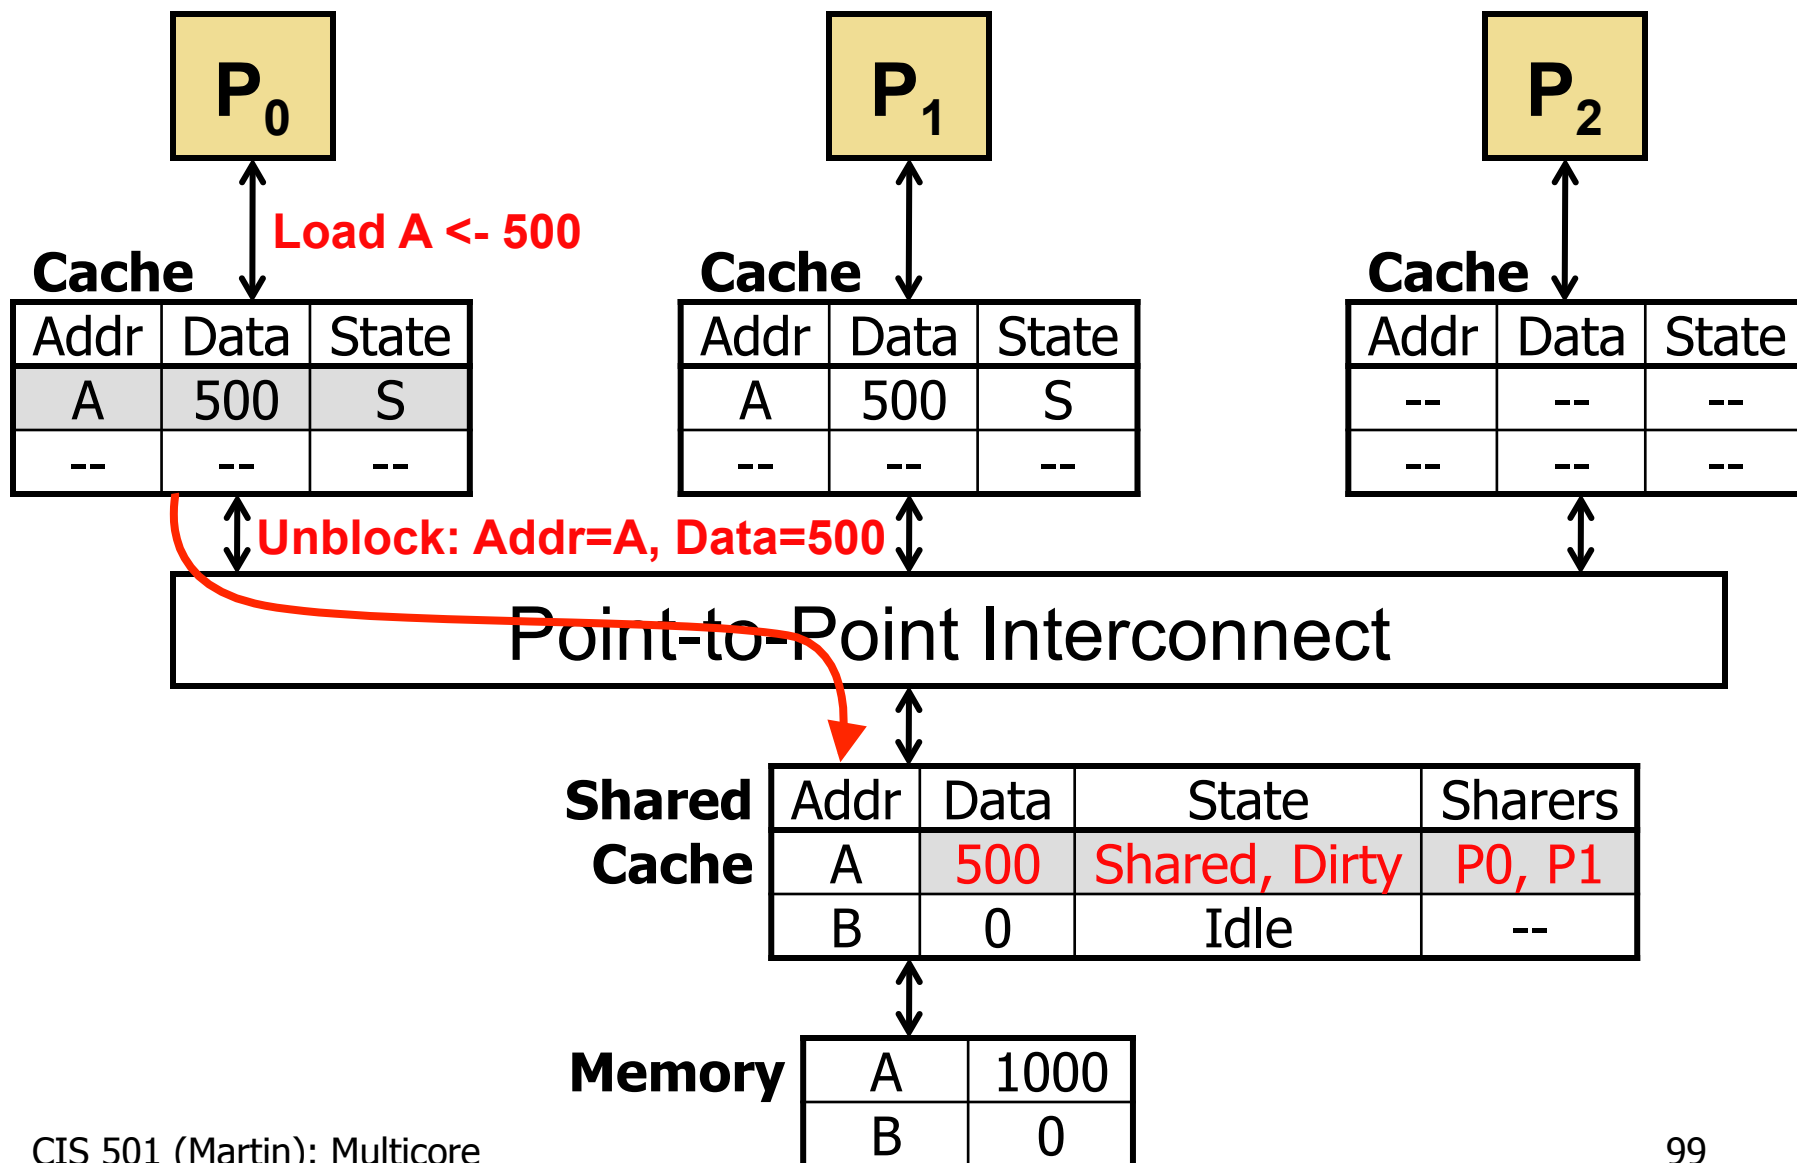 P0 P1 P2
Load A <- 500
Cache Cache Cache
Addr Data State Addr Data State Addr Data State
A 500 S A 500 S -- -- --
-- -- -- -- -- -- -- -- --
Unblock: Addr=A, Data=500
Point-to-Point Interconnect
Shared Addr Data State Sharers
Cache A 500 Shared, Dirty P0, P1
B 0 Idle --
Memory A 1000
B 0
CIS 501 (Martin): Multicore 99